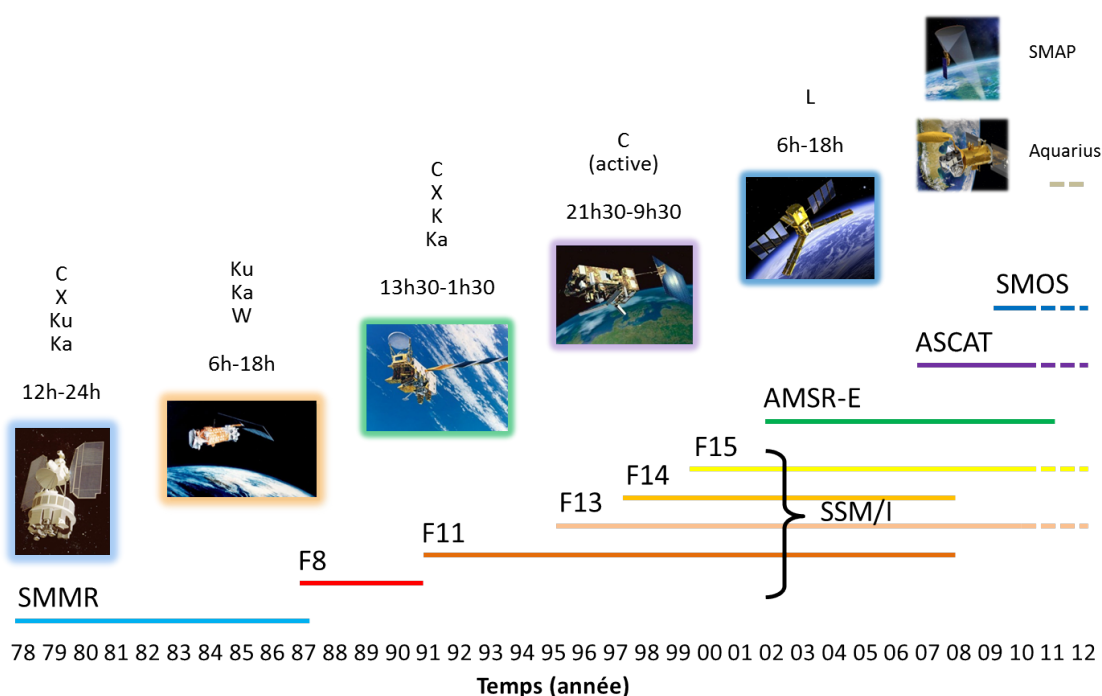 SMAP
Aquarius
L
6h-18h
C
(active)
21h30-9h30
C
X
K
Ka
13h30-1h30
Ku
Ka
W
6h-18h
C
X
Ku
Ka
12h-24h
SMOS
ASCAT
AMSR-E
F15
F14
F13
SSM/I
F11
F8
SMMR
78 79 80 81 82 83 84 85 86 87 88 89 90 91 92 93 94 95 96 97 98 99 00 01 02 03 04 05 06 07 08 09 10 11 12
Temps (année)